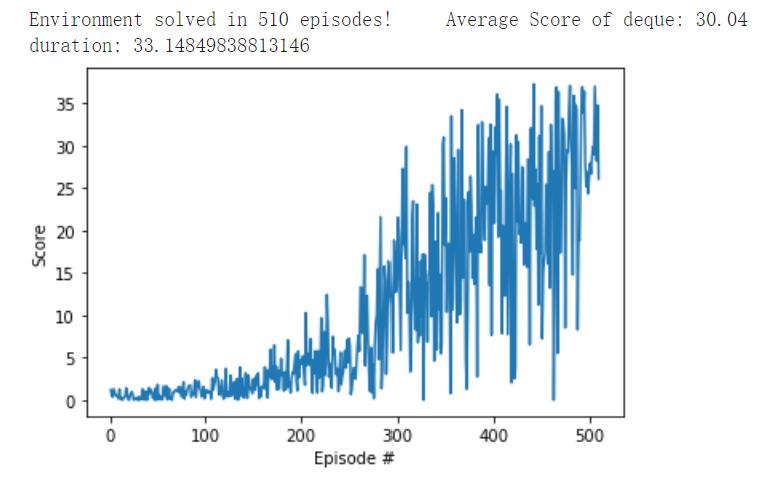 Environment solved in 510 episodes!     Average Score of deque: 30.04
duration: 33.14849838813146
35
30
25
20
15
10
5
0
Score
0 100 200 300 400 500
Episode #